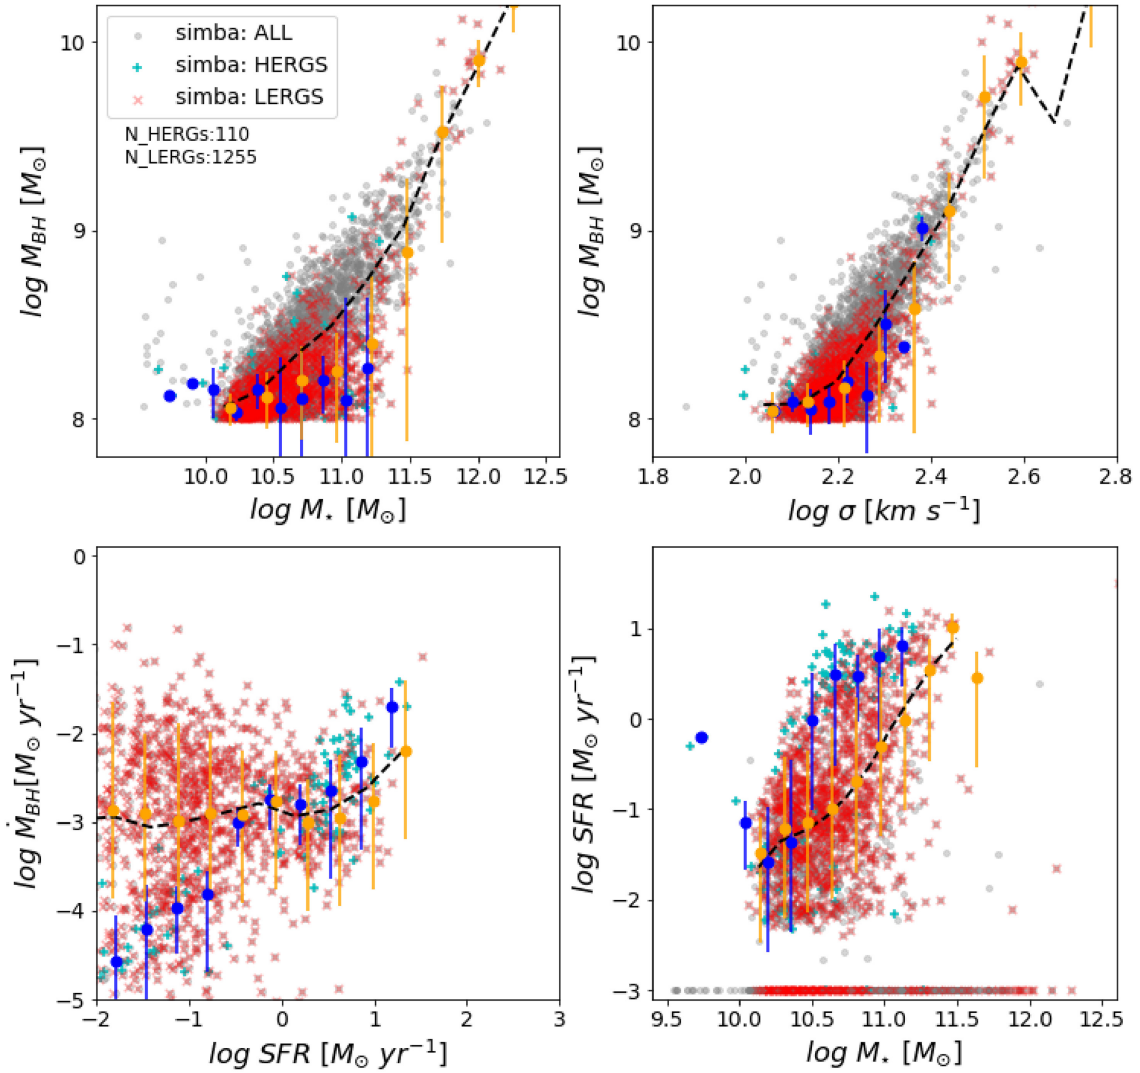 simba: ALL
simba: HERGS
simba: LERGS
N_HERGs:110
N_LERGs:1255
10
9
8
log M_BH [M_⊙]
10.0 10.5 11.0 11.5 12.0 12.5
log M_⋆ [M_⊙]
10
9
8
log M_BH [M_⊙]
1.8 2.0 2.2 2.4 2.6 2.8
log σ [km s⁻¹]
0
−1
−2
−3
−4
−5
log Ṁ_BH[M_⊙ yr⁻¹]
−2 −1 0 1 2 3
log SFR [M_⊙ yr⁻¹]
1
0
−1
−2
−3
log SFR [M_⊙ yr⁻¹]
9.5 10.0 10.5 11.0 11.5 12.0 12.5
log M_⋆ [M_⊙]